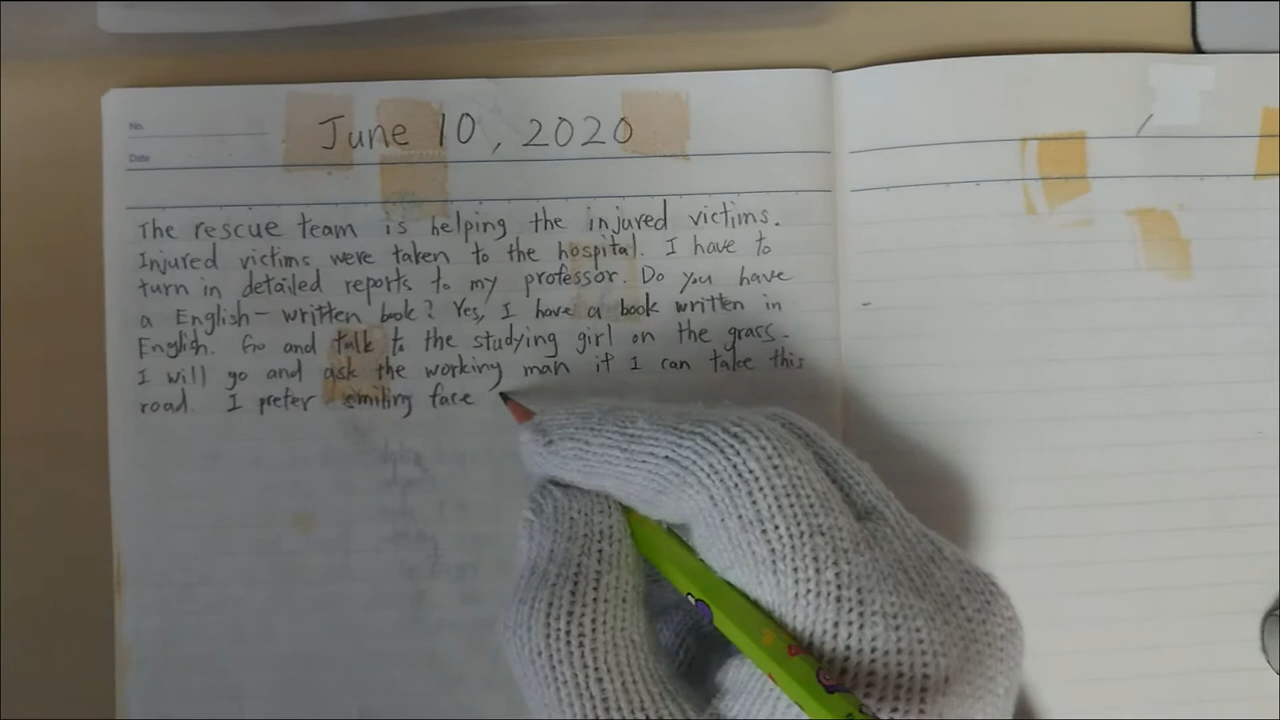 No.
June 10, 2020
Date
The rescue team is helping the injured victims.
Injured victims were taken to the hospital. I have to
turn in detailed reports to my professor. Do you have
a English-written book? Yes, I have a book written in
English. Go and talk to the studying girl on the grass.
I will go and ask the working man if I can take this
road. I prefer smiling face